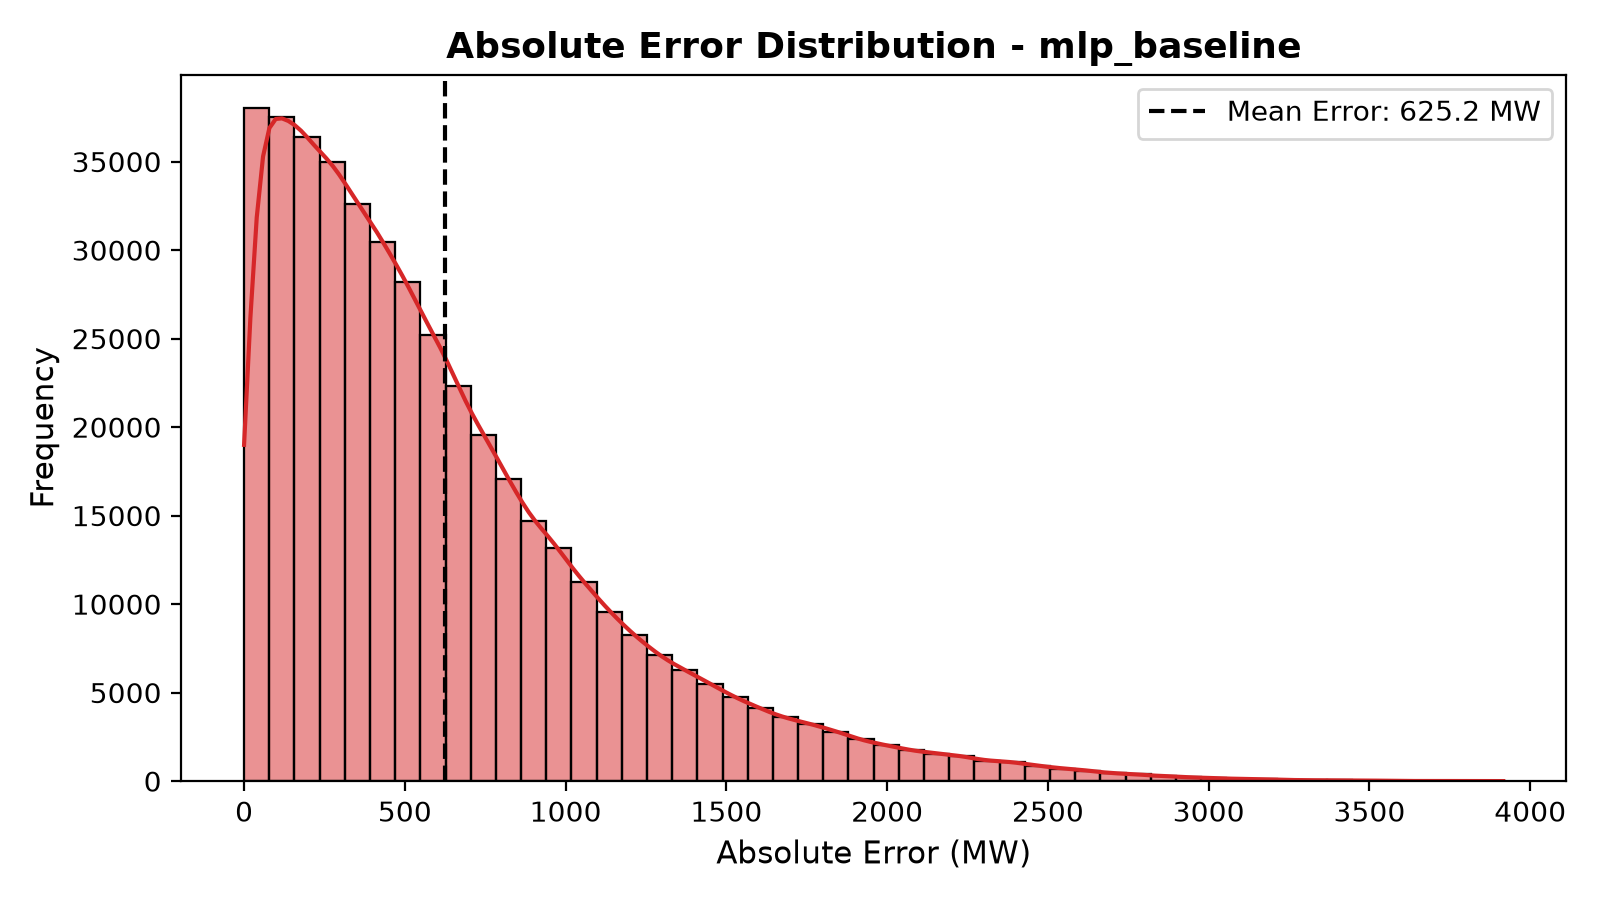 Absolute Error Distribution - mlp_baseline
Mean Error: 625.2 MW
Frequency
35000
30000
25000
20000
15000
10000
5000
0
0 500 1000 1500 2000 2500 3000 3500 4000
Absolute Error (MW)